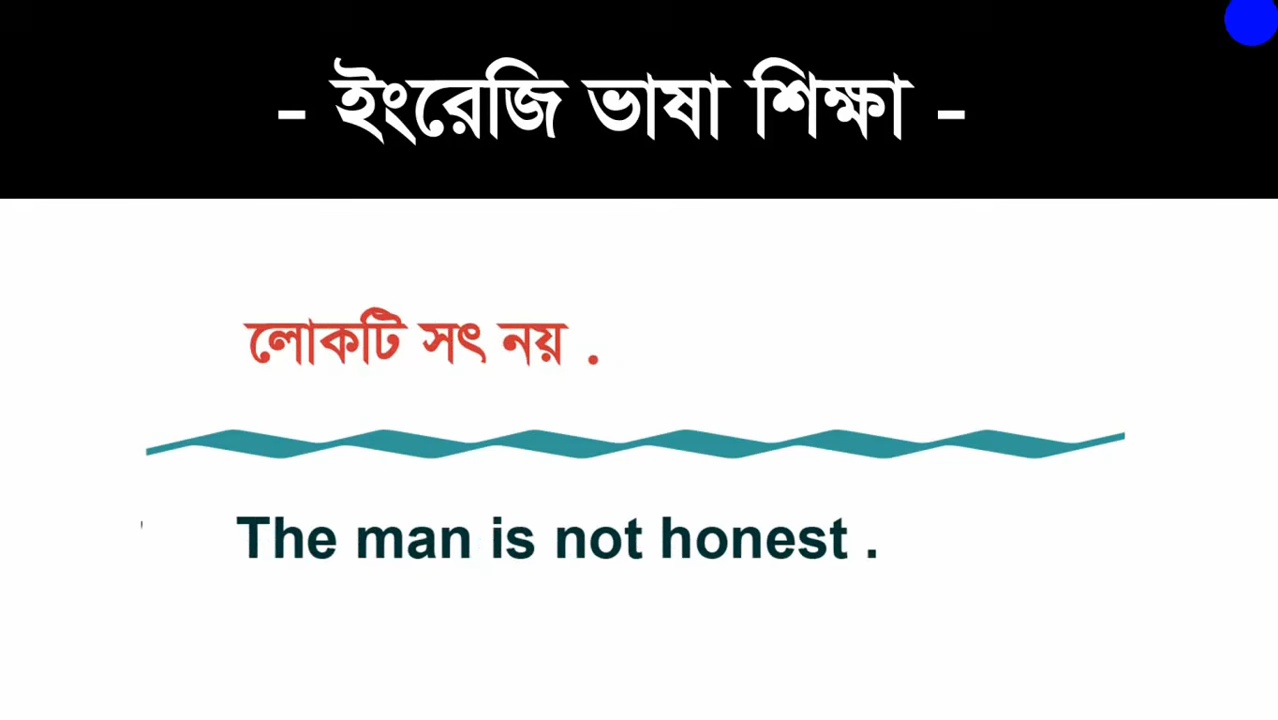 - ইংরেজি ভাষা শিক্ষা -
লোকটি সৎ নয় .
The man is not honest .